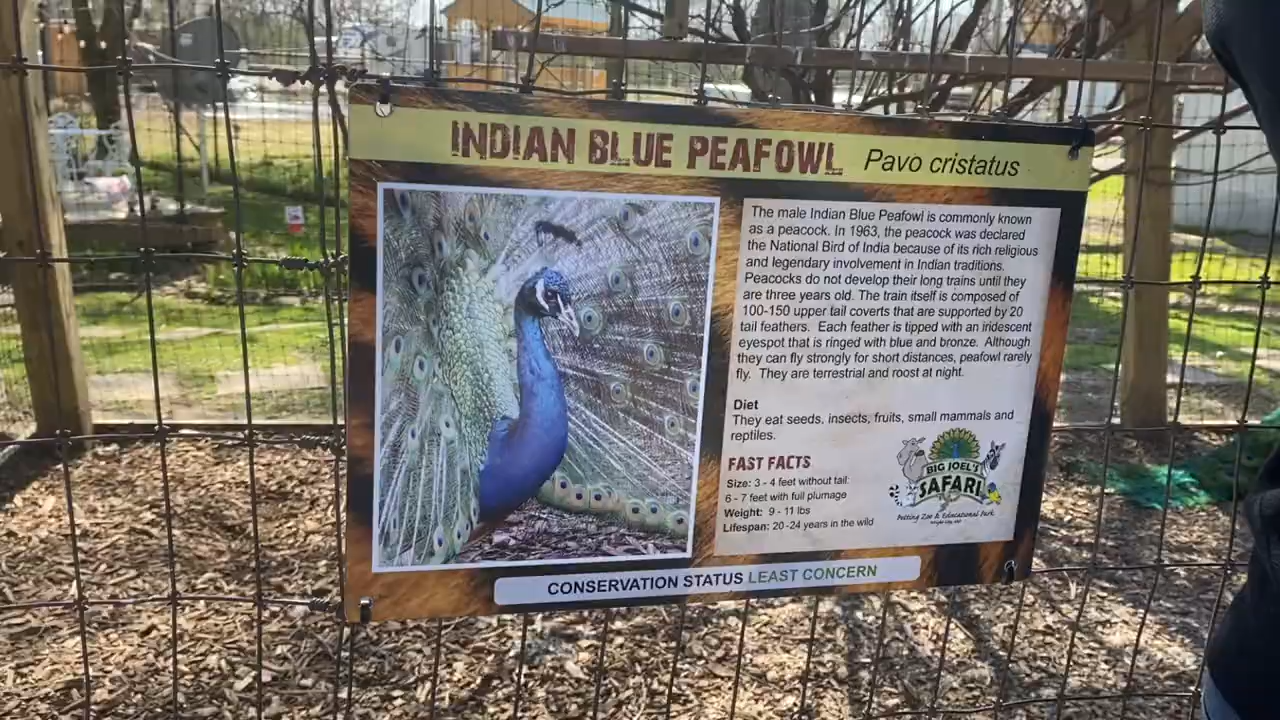 INDIAN BLUE PEAFOWL Pavo cristatus
The male Indian Blue Peafowl is commonly known
as a peacock. In 1963, the peacock was declared
the National Bird of India because of its rich religious
and legendary involvement in Indian traditions.
Peacocks do not develop their long trains until they
are three years old. The train itself is composed of
100-150 upper tail coverts that are supported by 20
tail feathers. Each feather is tipped with an iridescent
eyespot that is ringed with blue and bronze. Although
they can fly strongly for short distances, peafowl rarely
fly. They are terrestrial and roost at night.
Diet
They eat seeds, insects, fruits, small mammals and
reptiles.
FAST FACTS
Size: 3 - 4 feet without tail:
6 - 7 feet with full plumage
Weight: 9 - 11 lbs
Lifespan: 20-24 years in the wild
BIG JOEL'S
SAFARI
Petting Zoo & Educational Park
CONSERVATION STATUS LEAST CONCERN